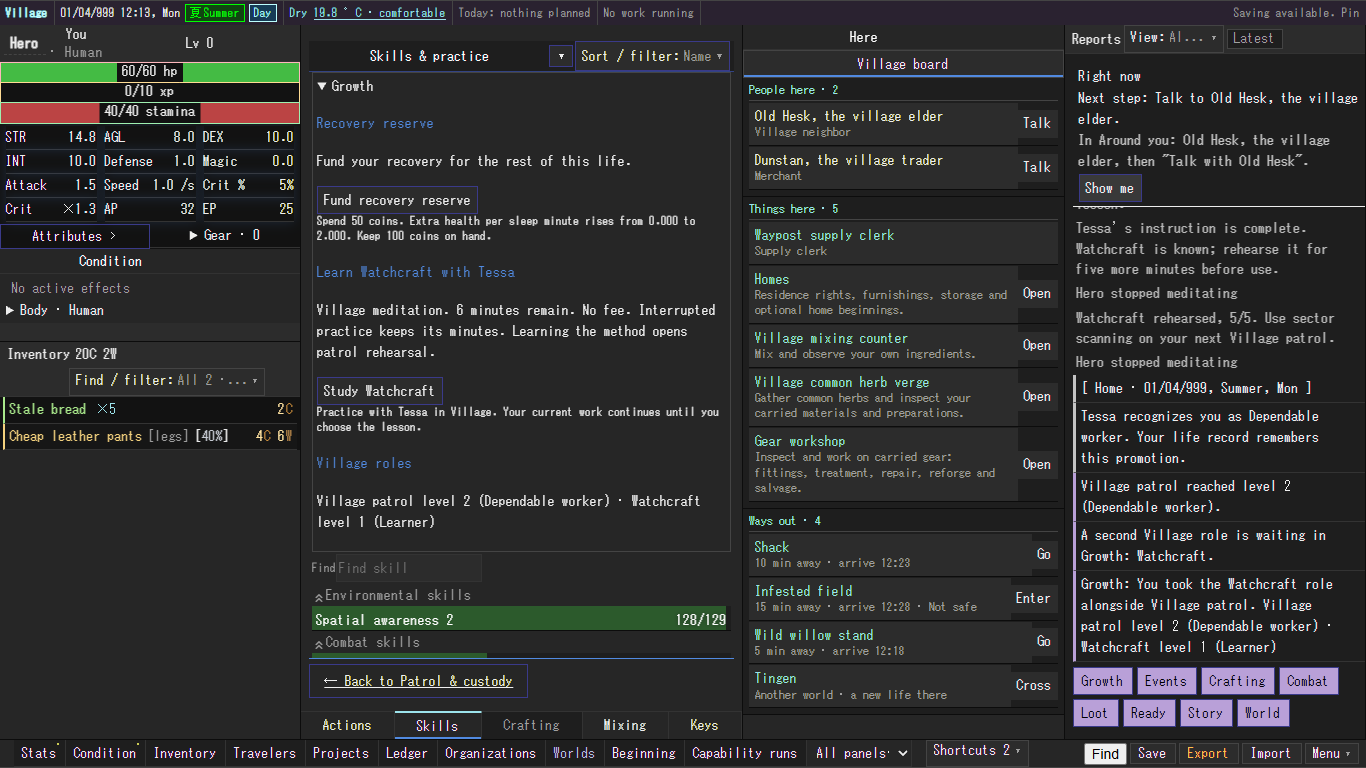 Village 01/04/999 12:13, Mon 夏Summer Day Dry 19.8 ° C · comfortable Today: nothing planned No work running Saving available. Pin
Hero You Lv 0
Human
60/60 hp
0/10 xp
40/40 stamina
STR 14.8 AGL 8.0 DEX 10.0
INT 10.0 Defense 1.0 Magic 0.0
Attack 1.5 Speed 1.0 /s Crit % 5%
Crit ×1.3 AP 32 EP 25
Attributes > ▶ Gear · 0
Condition
No active effects
▶ Body · Human
Inventory 20C 2W
Find / filter: All 2 ·... ▾
Stale bread ×5 2C
Cheap leather pants [legs] [40%] 4C 6W
Skills & practice ▾ Sort / filter: Name ▾
▼ Growth
Recovery reserve
Fund your recovery for the rest of this life.
Fund recovery reserve
Spend 50 coins. Extra health per sleep minute rises from 0.000 to
2.000. Keep 100 coins on hand.
Learn Watchcraft with Tessa
Village meditation. 6 minutes remain. No fee. Interrupted
practice keeps its minutes. Learning the method opens
patrol rehearsal.
Study Watchcraft
Practice with Tessa in Village. Your current work continues until you
choose the lesson.
Village roles
Village patrol level 2 (Dependable worker) · Watchcraft
level 1 (Learner)
Find Find skill
Environmental skills
Spatial awareness 2 128/129
Combat skills
← Back to Patrol & custody
Actions Skills Crafting Mixing Keys
Here
Village board
People here · 2
Old Hesk, the village elder
Village neighbor
Talk
Dunstan, the village trader
Merchant
Talk
Things here · 5
Waypost supply clerk
Supply clerk
Homes
Residence rights, furnishings, storage and
optional home beginnings.
Open
Village mixing counter
Mix and observe your own ingredients.
Open
Village common herb verge
Gather common herbs and inspect your
carried materials and preparations.
Open
Gear workshop
Inspect and work on carried gear:
fittings, treatment, repair, reforge and
salvage.
Open
Ways out · 4
Shack
10 min away · arrive 12:23
Go
Infested field
15 min away · arrive 12:28 · Not safe
Enter
Wild willow stand
5 min away · arrive 12:18
Go
Tingen
Another world · a new life there
Cross
Reports View: Al... ▾ Latest
Right now
Next step: Talk to Old Hesk, the village
elder.
In Around you: Old Hesk, the village
elder, then "Talk with Old Hesk".
Show me
Tessa's instruction is complete.
Watchcraft is known; rehearse it for
five more minutes before use.
Hero stopped meditating
Watchcraft rehearsed, 5/5. Use sector
scanning on your next Village patrol.
Hero stopped meditating
[ Home · 01/04/999, Summer, Mon ]
Tessa recognizes you as Dependable
worker. Your life record remembers
this promotion.
Village patrol reached level 2
(Dependable worker).
A second Village role is waiting in
Growth: Watchcraft.
Growth: You took the Watchcraft role
alongside Village patrol. Village
patrol level 2 (Dependable worker) ·
Watchcraft level 1 (Learner)
Growth Events Crafting Combat
Loot Ready Story World
Stats Condition Inventory Travelers Projects Ledger Organizations Worlds Beginning Capability runs All panels Shortcuts 2 ▾ Find Save Export Import Menu ▾